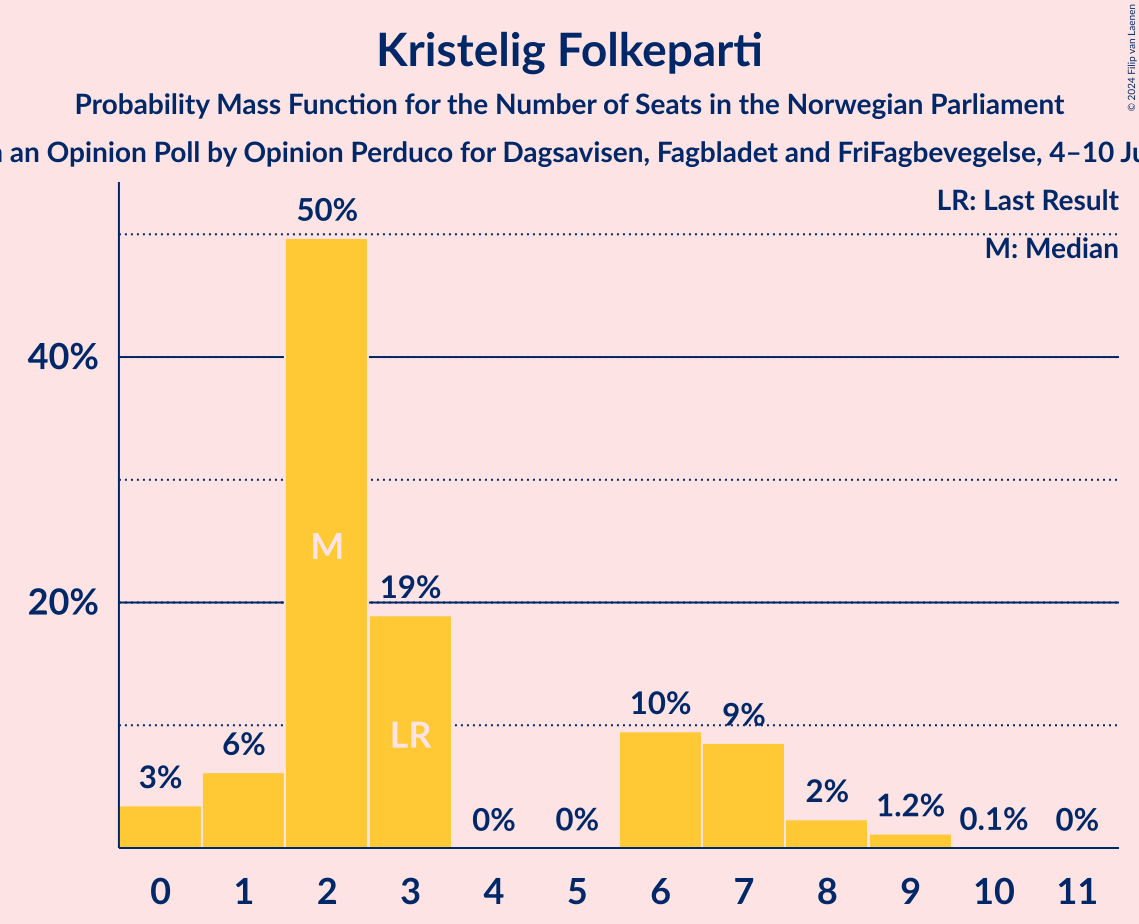 Kristelig Folkeparti
Probability Mass Function for the Number of Seats in the Norwegian Parliament
an Opinion Poll by Opinion Perduco for Dagsavisen, Fagbladet and FriFagbevegelse, 4–10
© 2024 Filip van Laenen
LR: Last Result
M: Median
50%
40%
M
19%
20%
LR
10%
9%
6%
3%
2%
1.2%
0.1%
0%
0%
0%
0 1 2 3 4 5 6 7 8 9 10 11